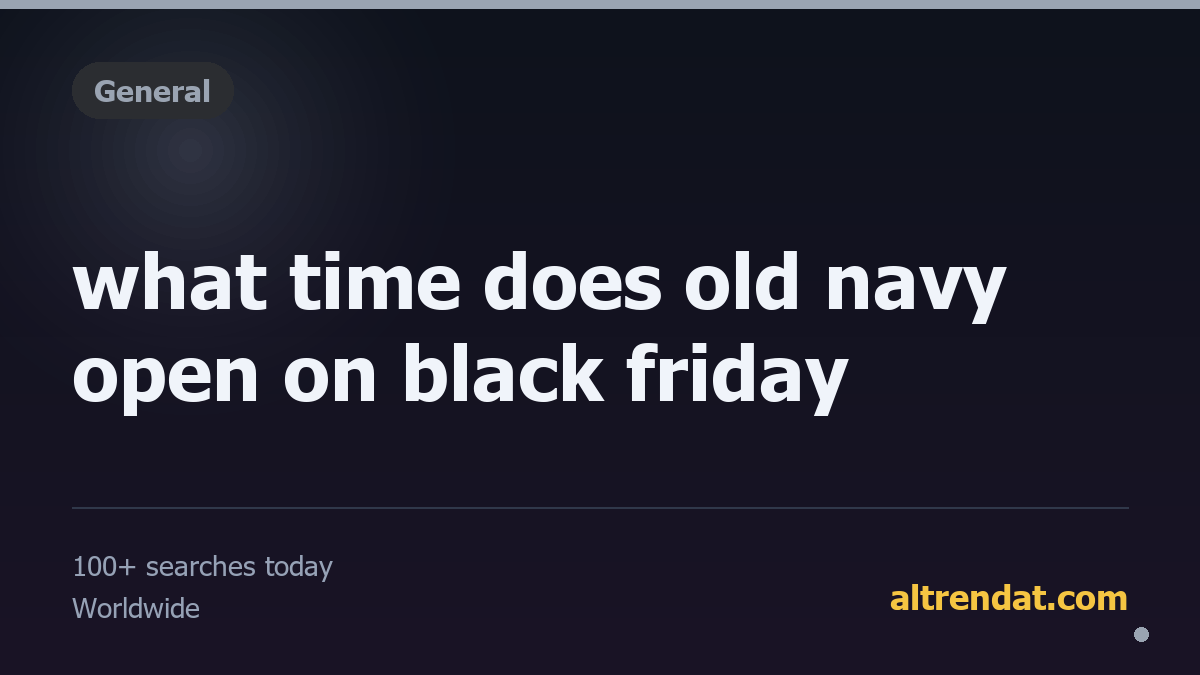 General
what time does old navy
open on black friday
100+ searches today
Worldwide
altrendat.com